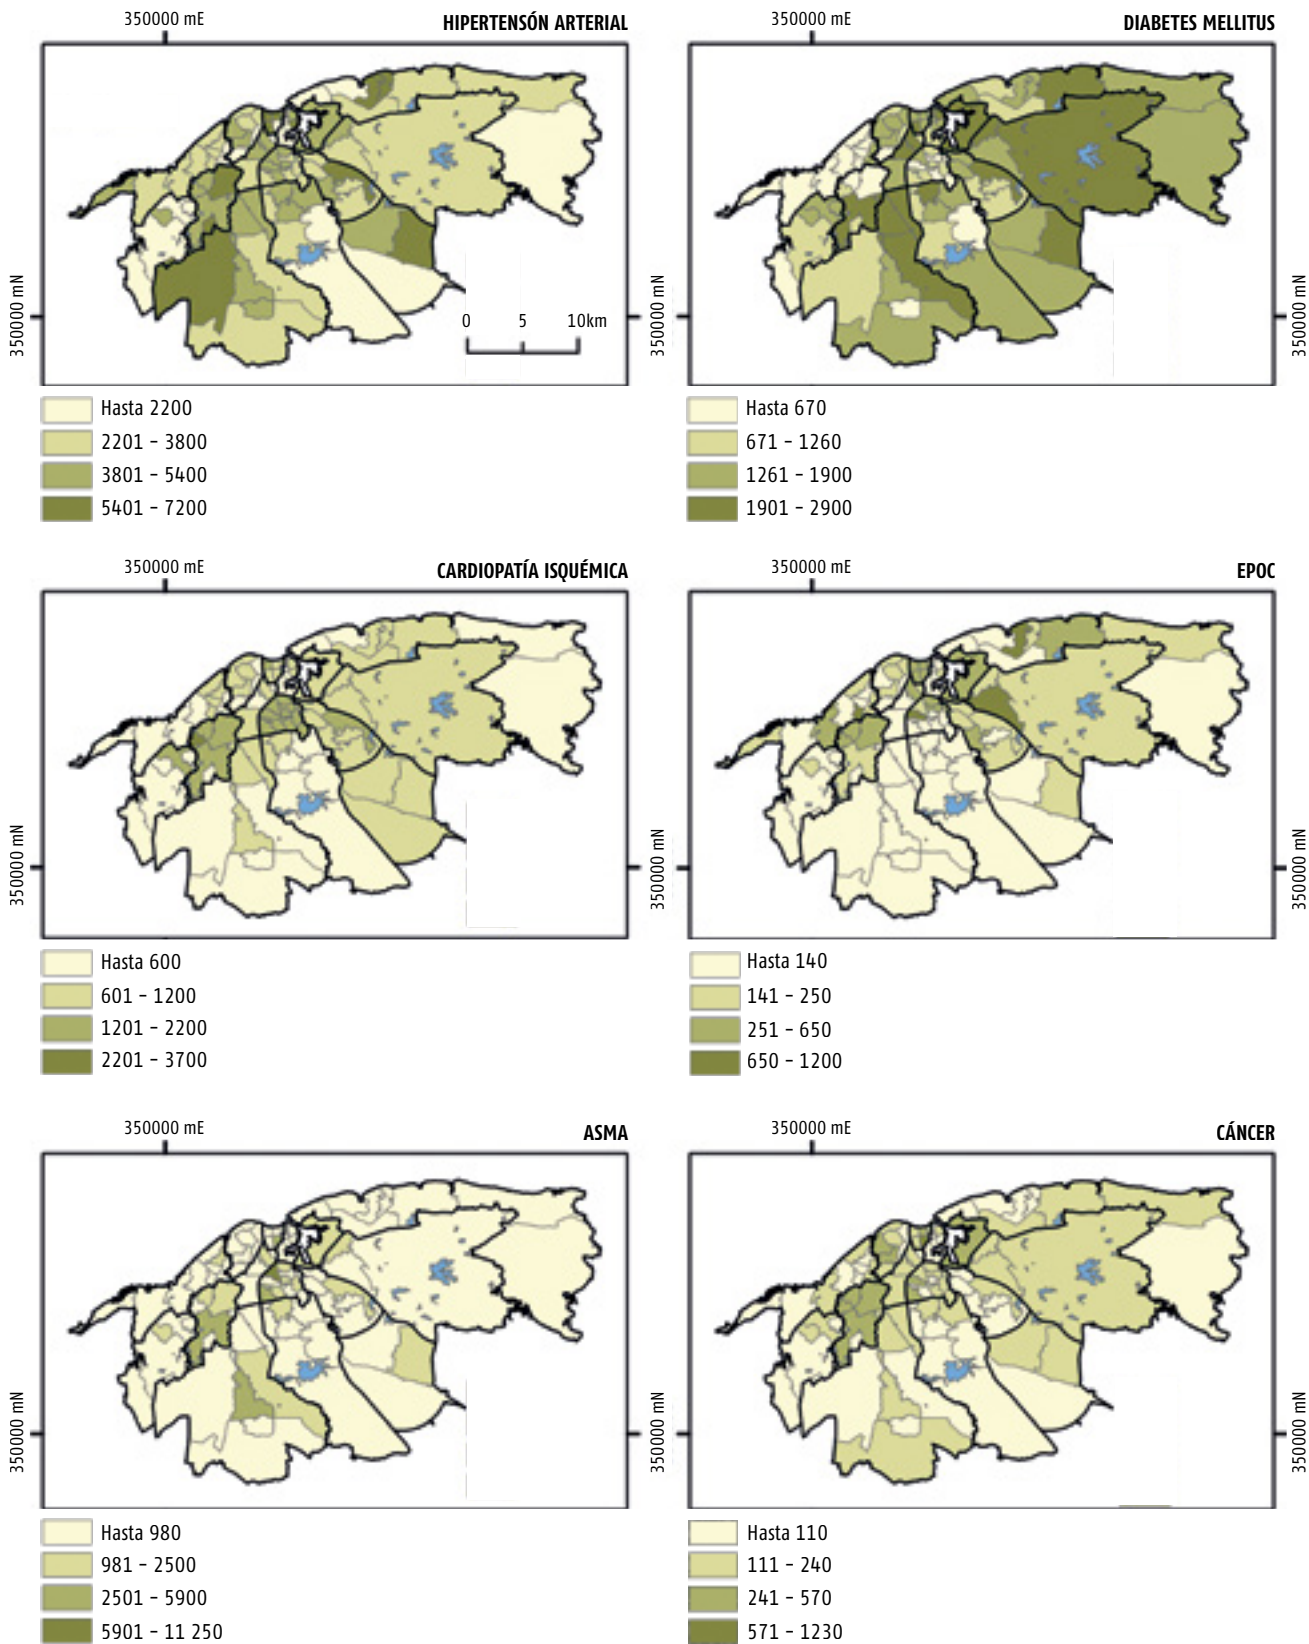 350000 mE
HIPERTENSÓN ARTERIAL
350000 mN
0 5 10km
Hasta 2200
2201 – 3800
3801 – 5400
5401 – 7200
350000 mE
DIABETES MELLITUS
350000 mN
350000 mN
Hasta 670
671 – 1260
1261 – 1900
1901 – 2900
350000 mE
CARDIOPATÍA ISQUÉMICA
350000 mN
Hasta 600
601 – 1200
1201 – 2200
2201 – 3700
350000 mE
EPOC
350000 mN
350000 mN
Hasta 140
141 – 250
251 – 650
650 – 1200
350000 mE
ASMA
350000 mN
Hasta 980
981 – 2500
2501 – 5900
5901 – 11 250
350000 mE
CÁNCER
350000 mN
350000 mN
Hasta 110
111 – 240
241 – 570
571 – 1230